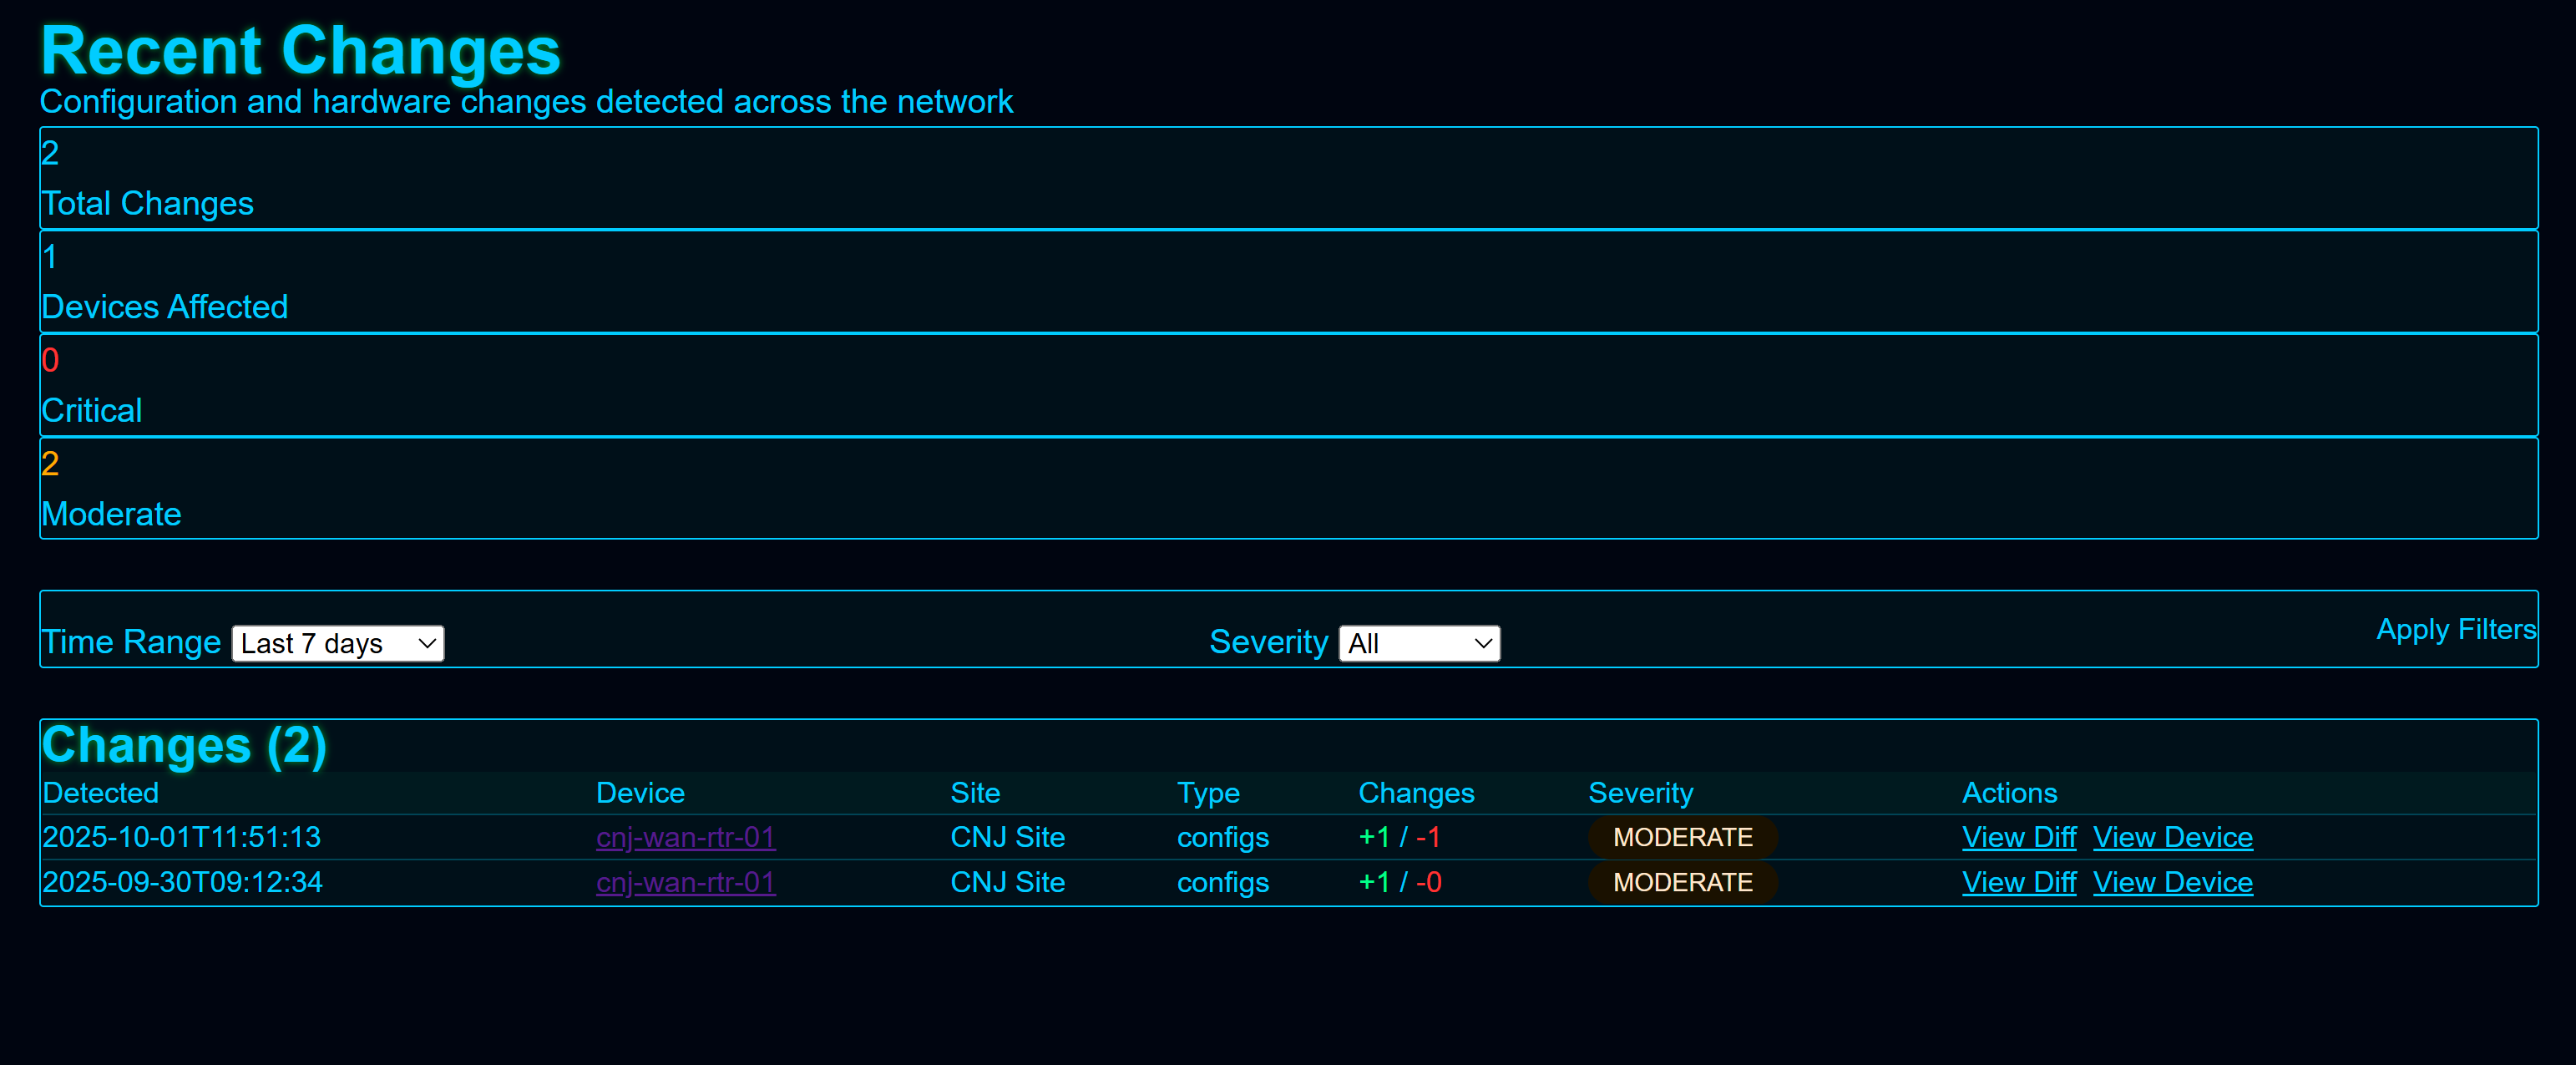 Recent Changes
Configuration and hardware changes detected across the network
2
Total Changes
1
Devices Affected
0
Critical
2
Moderate
Time Range Last 7 days Severity All Apply Filters
Changes (2)
Detected Device Site Type Changes Severity Actions
2025-10-01T11:51:13 cnj-wan-rtr-01 CNJ Site configs +1 / -1 MODERATE View Diff View Device
2025-09-30T09:12:34 cnj-wan-rtr-01 CNJ Site configs +1 / -0 MODERATE View Diff View Device